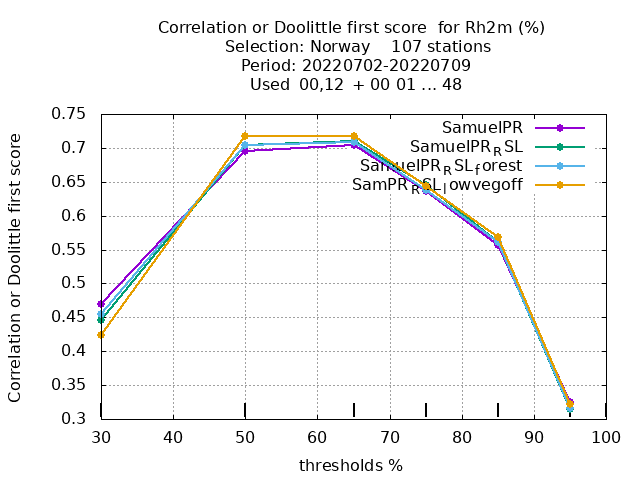 Correlation or Doolittle first score  for Rh2m (%)
Selection: Norway    107 stations
Period: 20220702-20220709
Used  00,12  + 00 01 ... 48
Correlation or Doolittle first score
0.75
0.7
0.65
0.6
0.55
0.5
0.45
0.4
0.35
0.3
SamuelPR
SamuelPR_RSL
SamuelPR_RSL_forest
SamPR_RSL_lowvegoff
30 40 50 60 70 80 90 100
thresholds %